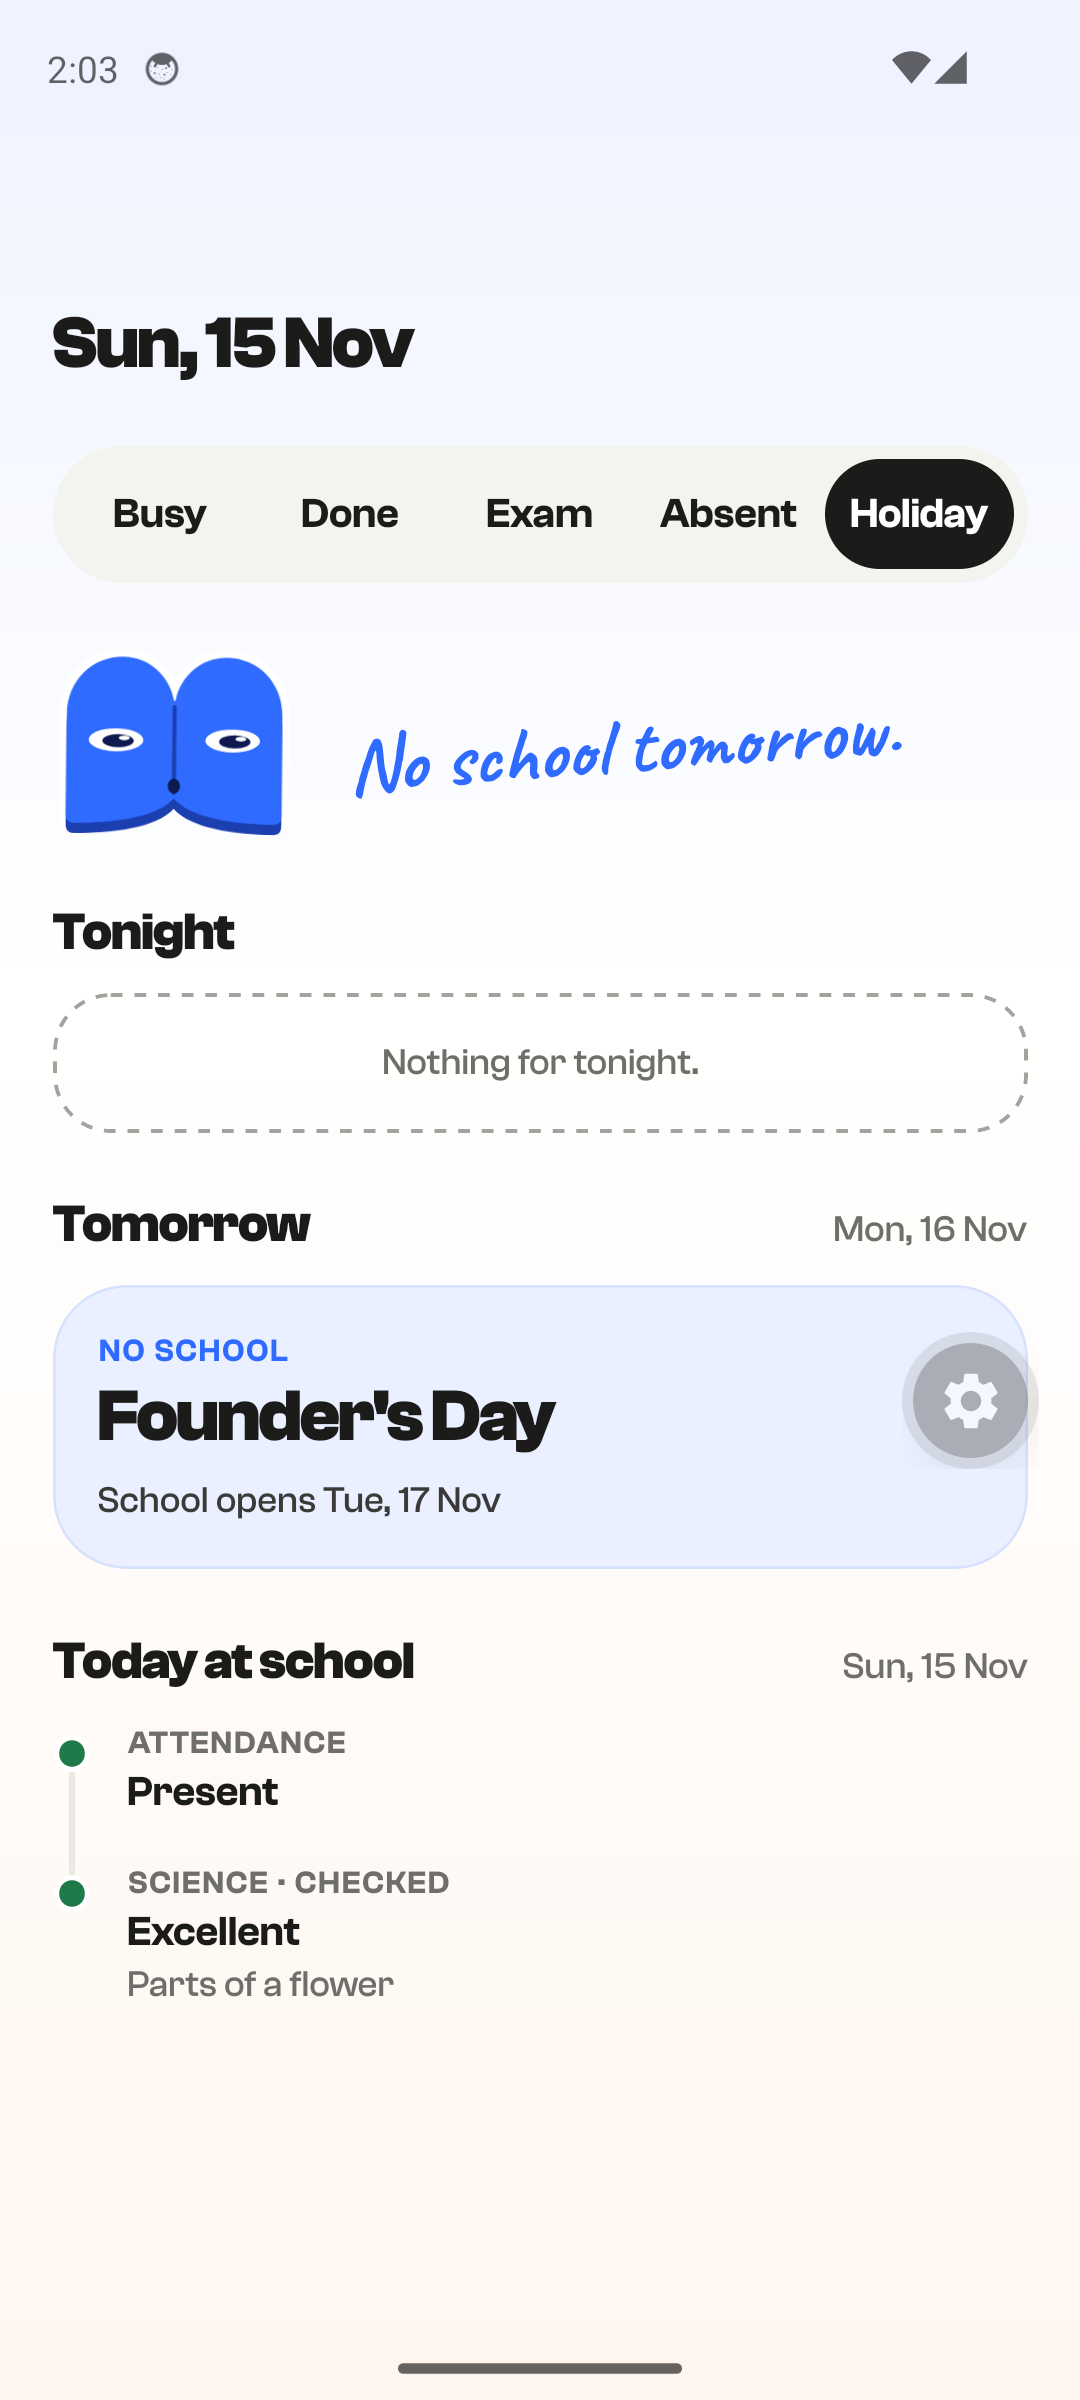 2:03
Sun, 15 Nov
Busy Done Exam Absent Holiday
No school tomorrow.
Tonight
Nothing for tonight.
Tomorrow Mon, 16 Nov
NO SCHOOL
Founder's Day
School opens Tue, 17 Nov
Today at school Sun, 15 Nov
ATTENDANCE
Present
SCIENCE · CHECKED
Excellent
Parts of a flower